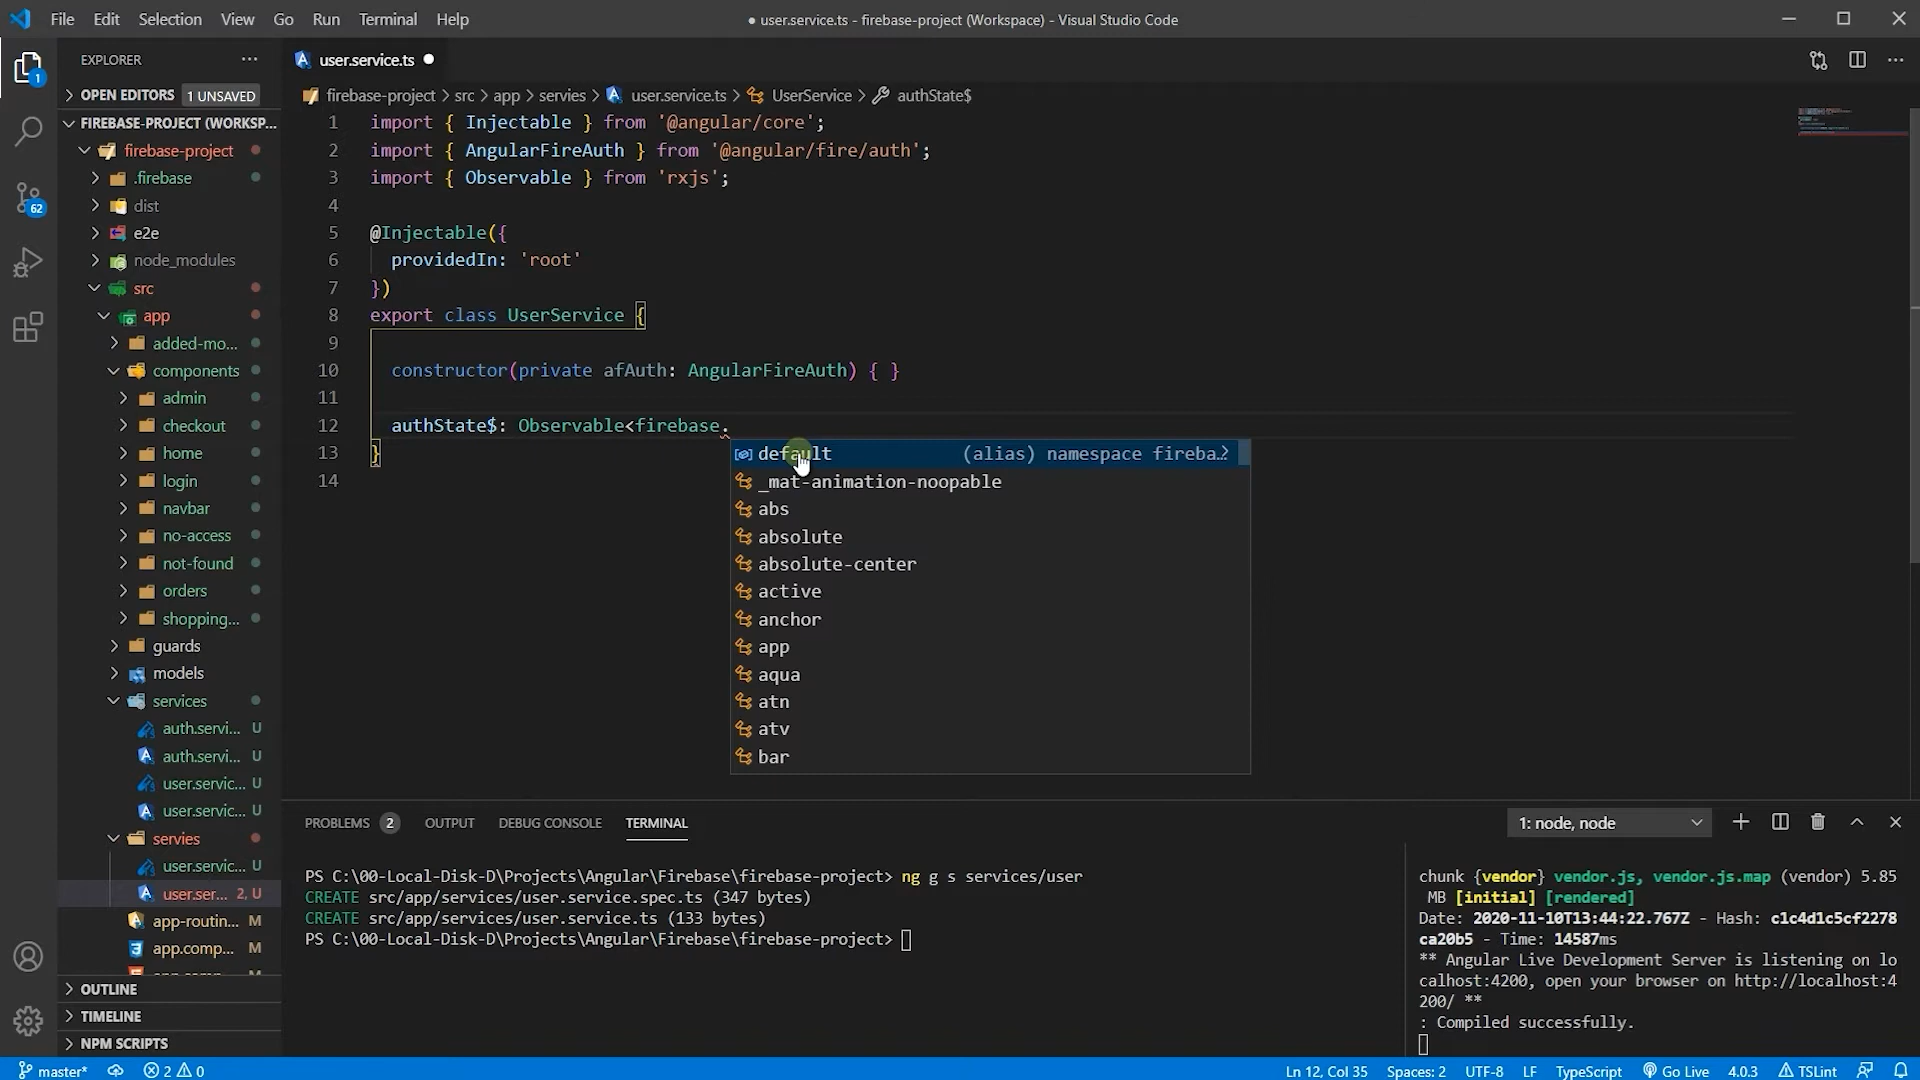 File Edit Selection View Go Run Terminal Help
● user.service.ts - firebase-project (Workspace) - Visual Studio Code
EXPLORER
OPEN EDITORS 1 UNSAVED
FIREBASE-PROJECT (WORKSP...
firebase-project
.firebase
dist
e2e
node_modules
src
app
added-mo...
components
admin
checkout
home
login
navbar
no-access
not-found
orders
shopping...
guards
models
services
auth.servi... U
auth.servi... U
user.servic... U
user.servic... U
servies
user.servic... U
user.ser... 2, U
app-routin... M
app.comp... M
OUTLINE
TIMELINE
NPM SCRIPTS
1
62
user.service.ts ●
firebase-project > src > app > servies > user.service.ts > UserService > authState$
1 import { Injectable } from '@angular/core';
2 import { AngularFireAuth } from '@angular/fire/auth';
3 import { Observable } from 'rxjs';
4
5 @Injectable({
6 providedIn: 'root'
7 })
8 export class UserService {
9
10 constructor(private afAuth: AngularFireAuth) { }
11
12 authState$: Observable<firebase.
13 }
14
default (alias) namespace fireba…
_mat-animation-noopable
abs
absolute
absolute-center
active
anchor
app
aqua
atn
atv
bar
PROBLEMS 2 OUTPUT DEBUG CONSOLE TERMINAL
1: node, node
PS C:\00-Local-Disk-D\Projects\Angular\Firebase\firebase-project> ng g s services/user
CREATE src/app/services/user.service.spec.ts (347 bytes)
CREATE src/app/services/user.service.ts (133 bytes)
PS C:\00-Local-Disk-D\Projects\Angular\Firebase\firebase-project>
chunk {vendor} vendor.js, vendor.js.map (vendor) 5.85
MB [initial] [rendered]
Date: 2020-11-10T13:44:22.767Z - Hash: c1c4d1c5cf2278
ca20b5 - Time: 14587ms
** Angular Live Development Server is listening on lo
calhost:4200, open your browser on http://localhost:4
200/ **
: Compiled successfully.
master* 2 0
Ln 12, Col 35 Spaces: 2 UTF-8 LF TypeScript Go Live 4.0.3 TSLint